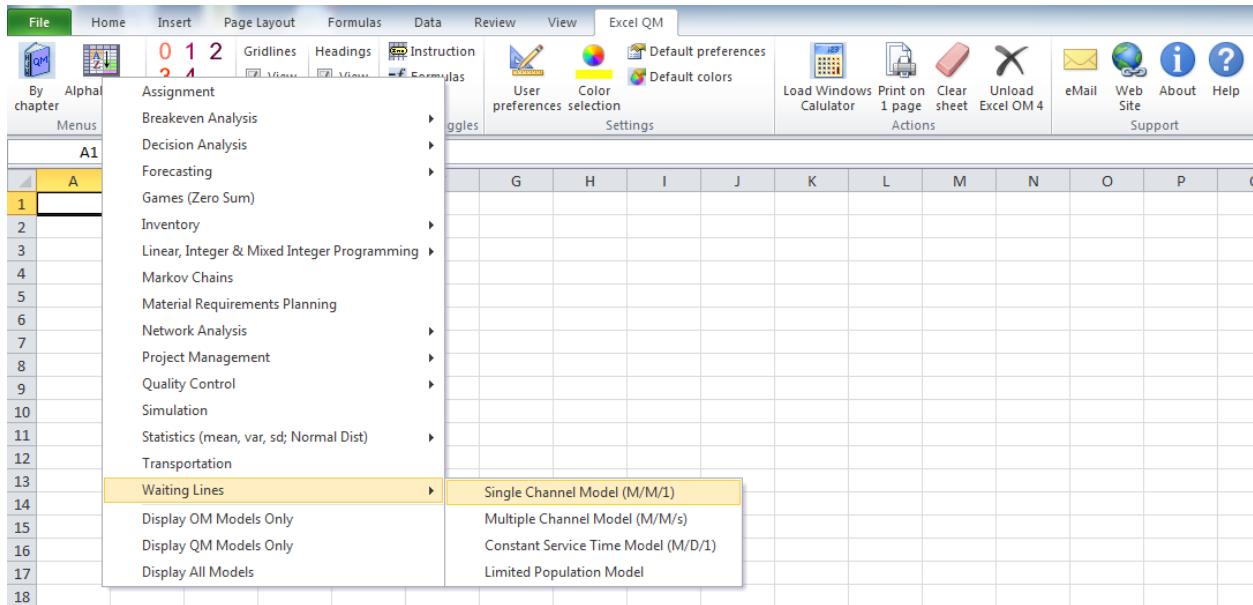 File Home Insert Page Layout Formulas Data Review View Excel QM
0 1 2 Gridlines Headings Instruction Default preferences
3 4 View View Formulas Default colors
By Alphal User Color Load Windows Print on Clear Unload eMail Web About Help
chapter preferences selection Calulator 1 page sheet Excel OM 4 Site
Menus ggles Settings Actions Support
A1
A G H I J K L M N O P
Assignment
Breakeven Analysis
Decision Analysis
Forecasting
Games (Zero Sum)
Inventory
Linear, Integer & Mixed Integer Programming
Markov Chains
Material Requirements Planning
Network Analysis
Project Management
Quality Control
Simulation
Statistics (mean, var, sd; Normal Dist)
Transportation
Waiting Lines
Display OM Models Only
Display QM Models Only
Display All Models
Single Channel Model (M/M/1)
Multiple Channel Model (M/M/s)
Constant Service Time Model (M/D/1)
Limited Population Model
1
2
3
4
5
6
7
8
9
10
11
12
13
14
15
16
17
18